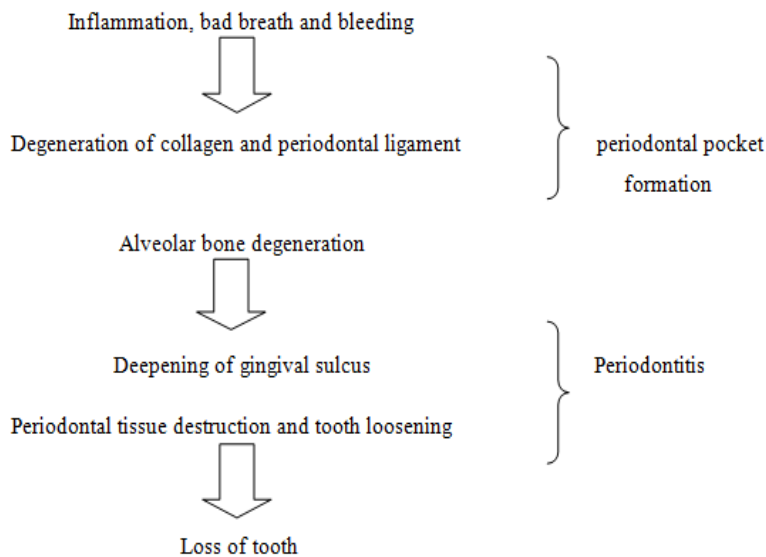 Inflammation, bad breath and bleeding
Degeneration of collagen and periodontal ligament
periodontal pocket
formation
Alveolar bone degeneration
Deepening of gingival sulcus
Periodontitis
Periodontal tissue destruction and tooth loosening
Loss of tooth